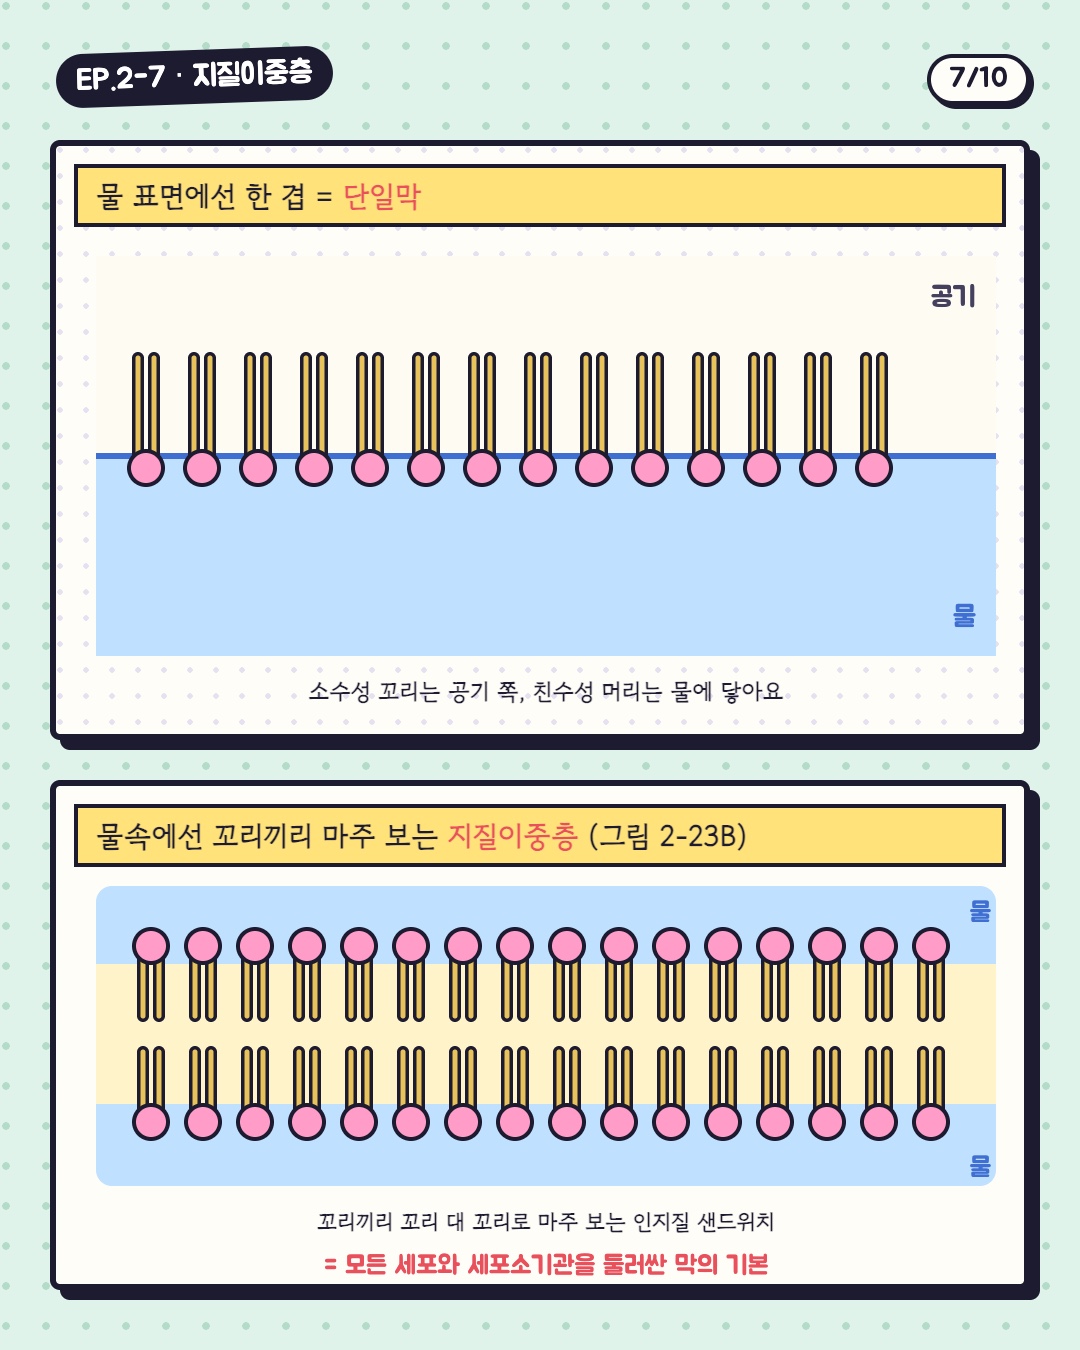 EP.2-7 · 지질이중층
7/10
물 표면에선 한 겹 = 단일막
공기
물
소수성 꼬리는 공기 쪽, 친수성 머리는 물에 닿아요
물속에선 꼬리끼리 마주 보는 지질이중층 (그림 2-23B)
물
물
꼬리끼리 꼬리 대 꼬리로 마주 보는 인지질 샌드위치
= 모든 세포와 세포소기관을 둘러싼 막의 기본